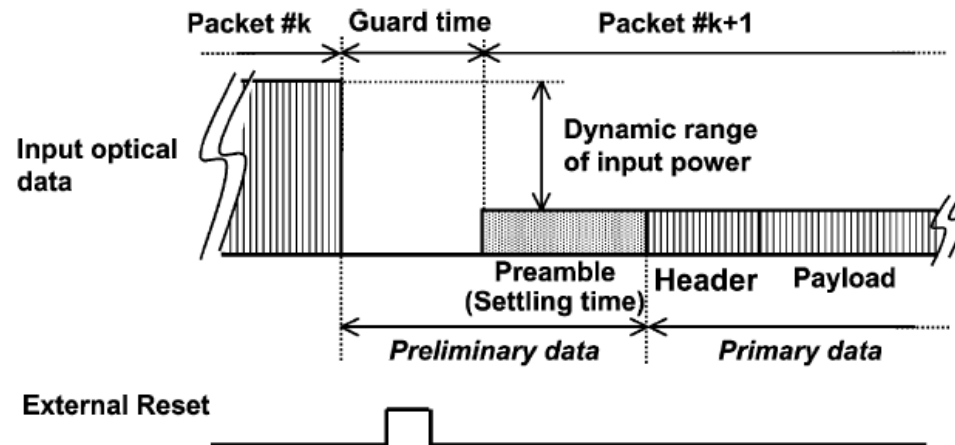 Packet #k
Guard time
Packet #k+1
Input optical
data
Dynamic range
of input power
Preamble
(Settling time)
Header
Payload
Preliminary data
Primary data
External Reset